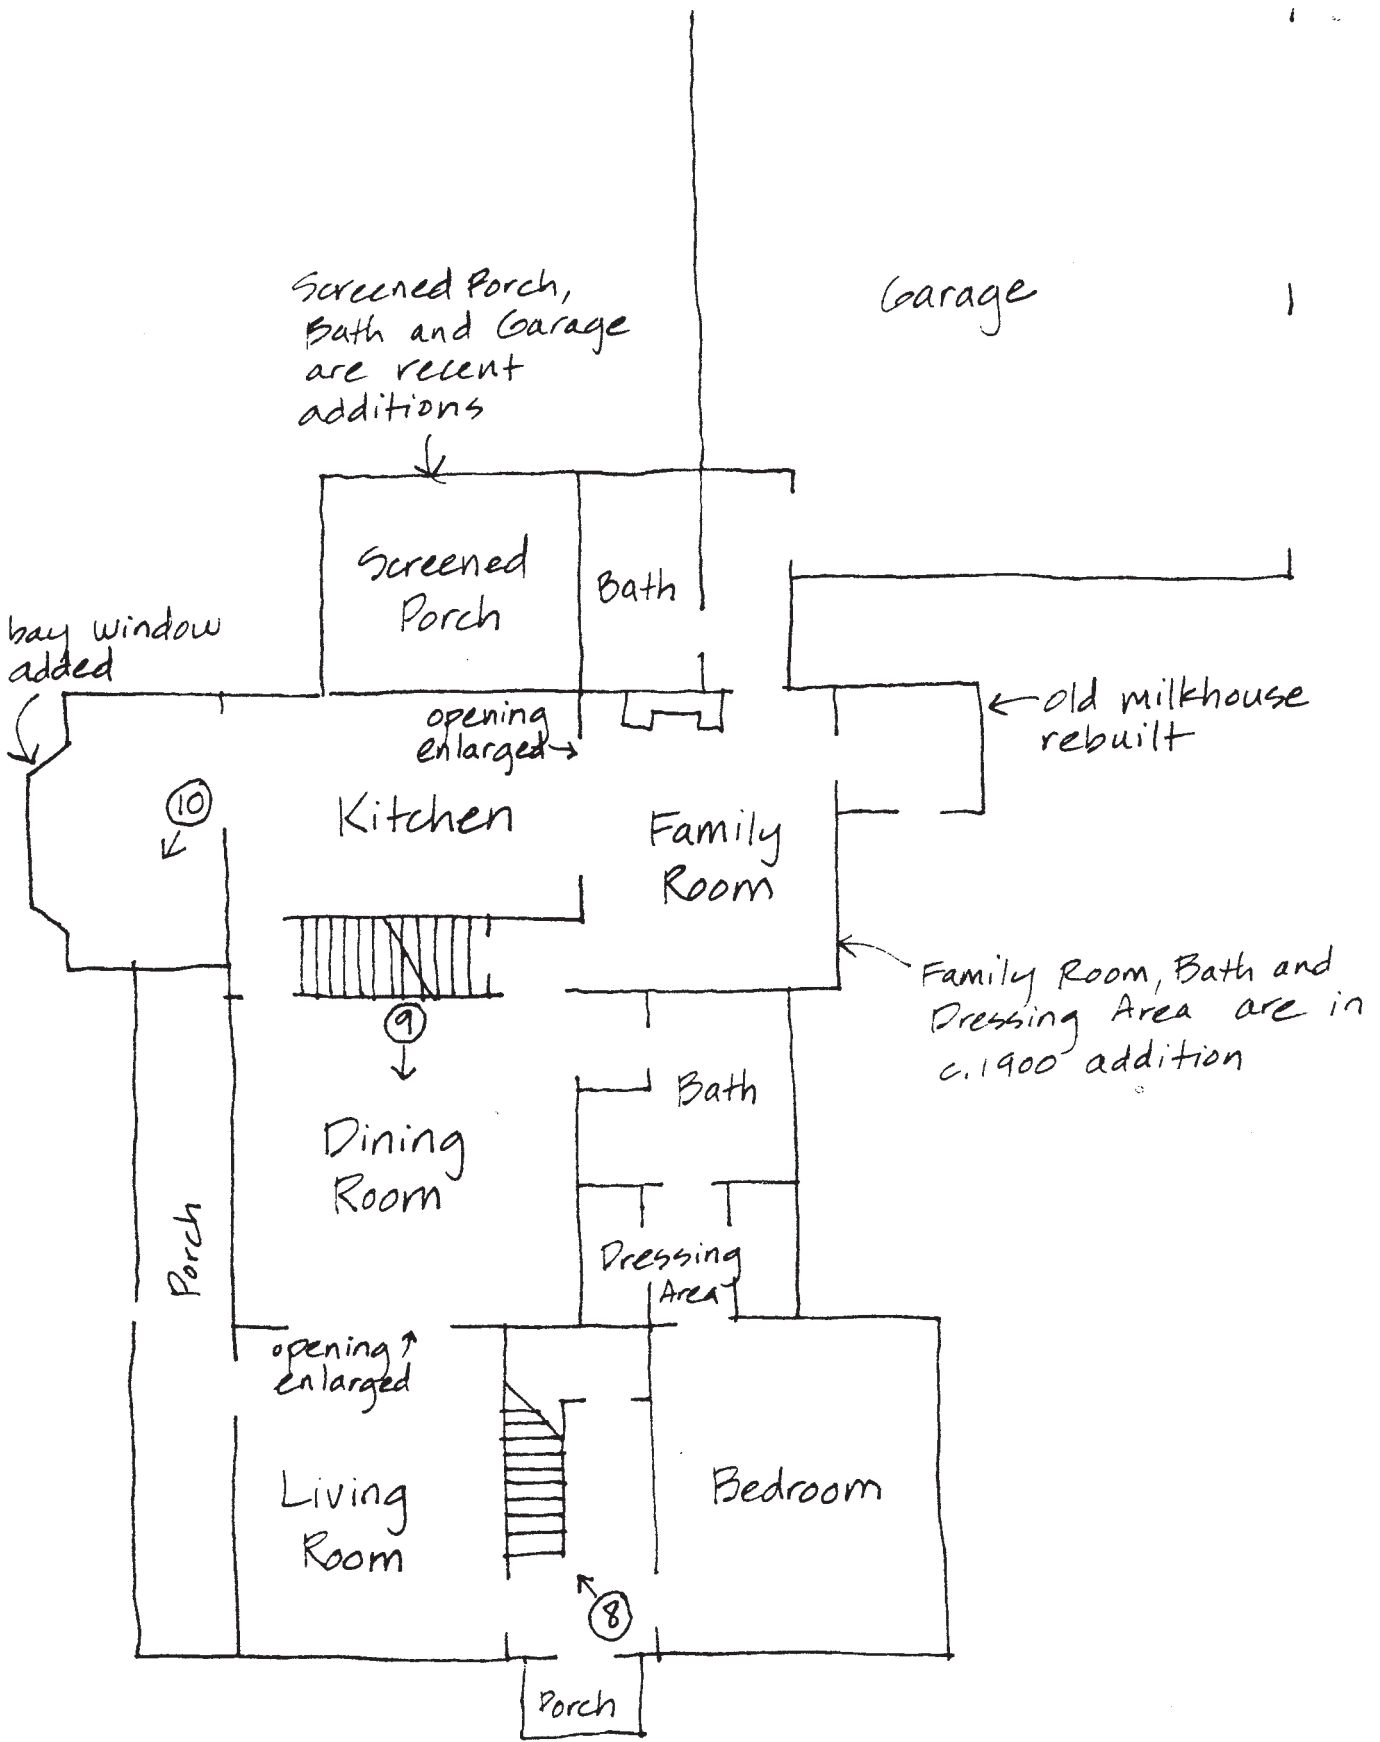 Garage
Screened Porch,
Bath and Garage
are recent
additions
Screened
Porch
Bath
bay window
added
opening
enlarged
old milkhouse
rebuilt
10
Kitchen
Family
Room
Family Room, Bath and
Dressing Area are in
c.1900 addition
9
Bath
Dining
Room
Porch
Dressing
Area
opening
enlarged
Living
Room
Bedroom
8
Porch